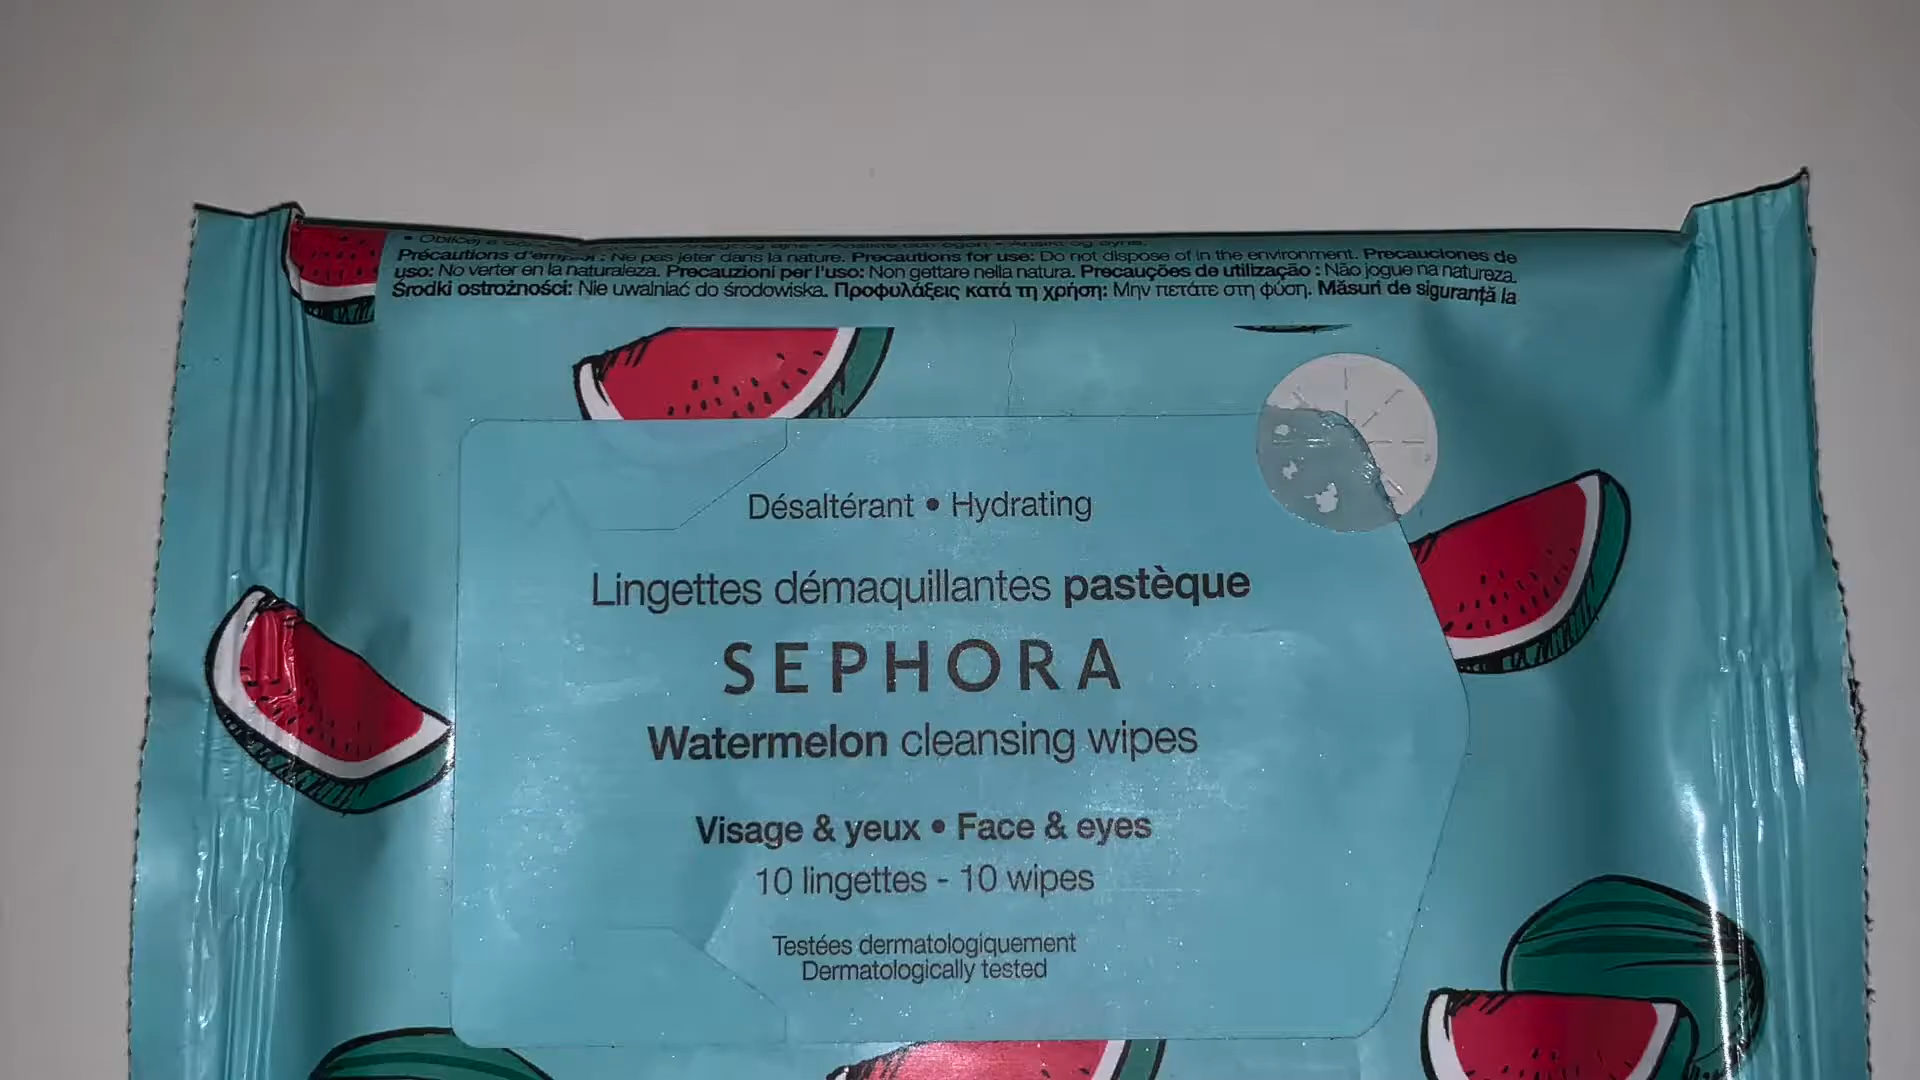 Précautions d'emploi : Ne pas jeter dans la nature. Precautions for use: Do not dispose of in the environment. Precauciones de
uso: No verter en la naturaleza. Precauzioni per l'uso: Non gettare nella natura. Precauções de utilização : Não jogue na natureza.
Środki ostrożności: Nie uwalniać do środowiska. Προφυλάξεις κατά τη χρήση: Μην πετάτε στη φύση. Măsuri de siguranță la
Désaltérant • Hydrating
Lingettes démaquillantes pastèque
SEPHORA
Watermelon cleansing wipes
Visage & yeux • Face & eyes
10 lingettes - 10 wipes
Testées dermatologiquement
Dermatologically tested